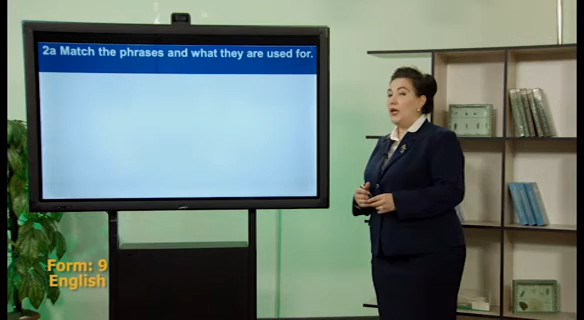 2a Match the phrases and what they are used for.
Form: 9
English